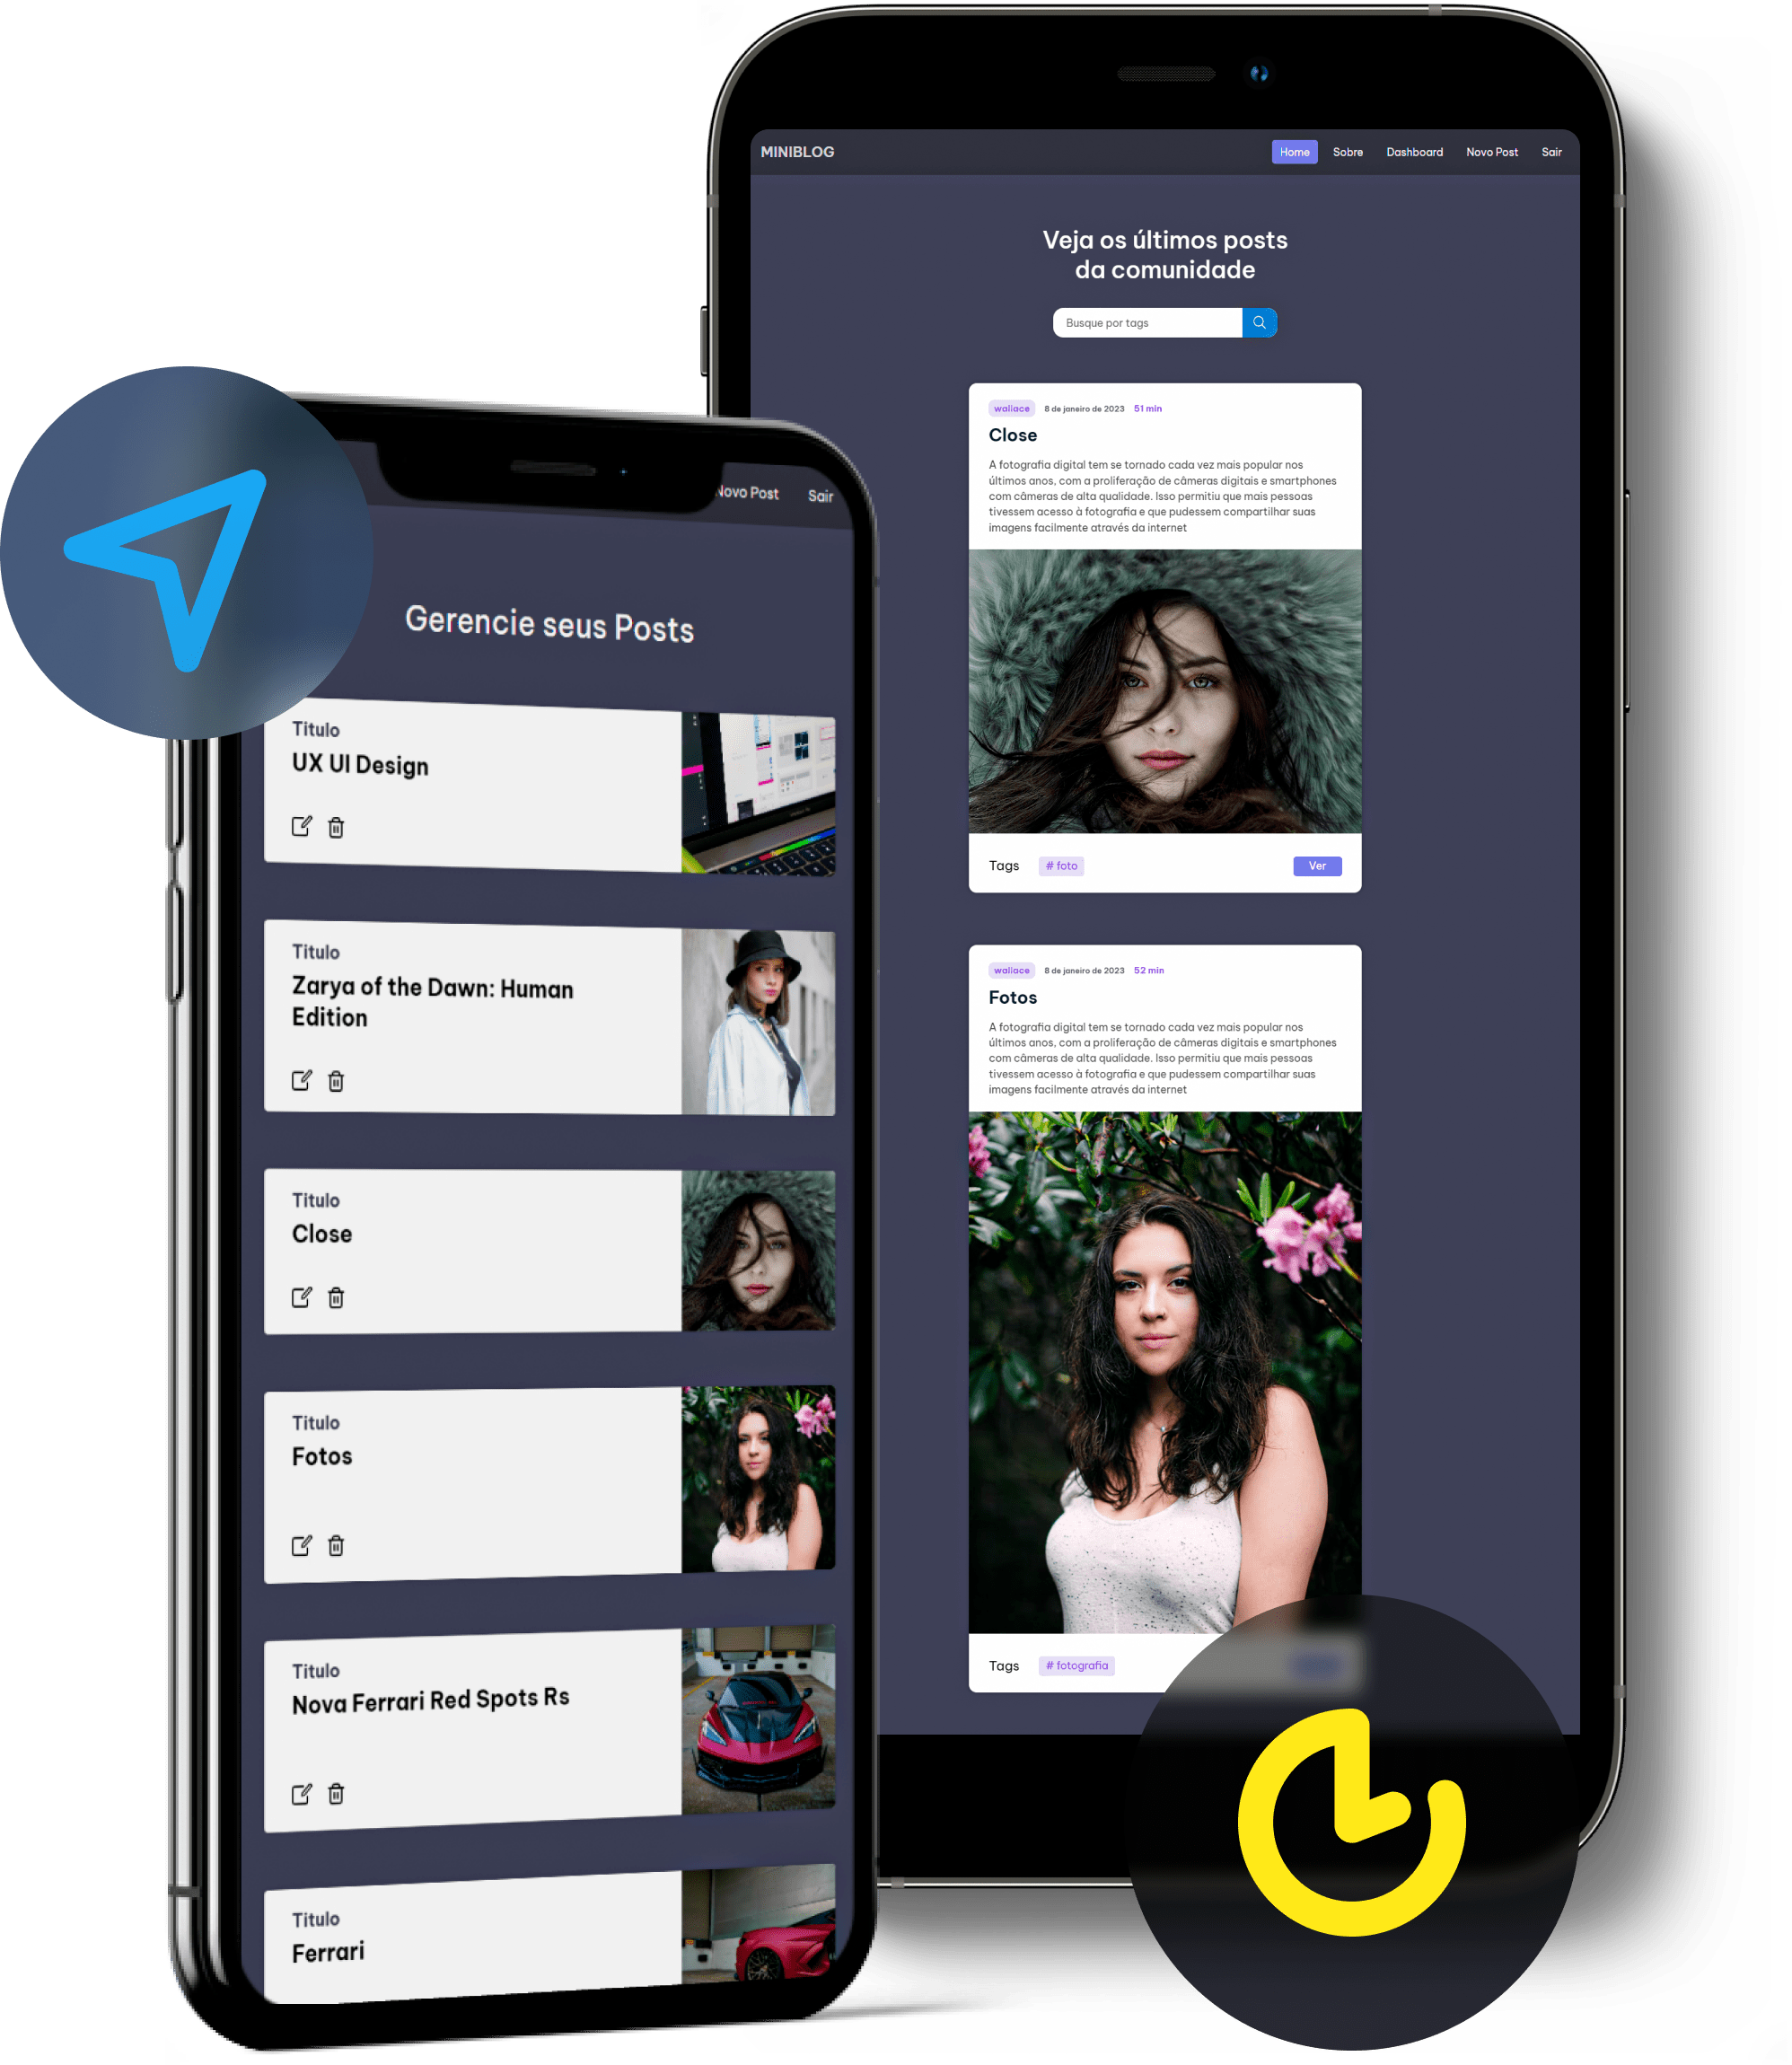 MINIBLOG
Home Sobre Dashboard Novo Post Sair
Veja os últimos posts
da comunidade
Busque por tags
wallace 8 de janeiro de 2023 51 min
Close
A fotografia digital tem se tornado cada vez mais popular nos
últimos anos, com a proliferação de câmeras digitais e smartphones
com câmeras de alta qualidade. Isso permitiu que mais pessoas
tivessem acesso à fotografia e que pudessem compartilhar suas
imagens facilmente através da internet
Tags # foto Ver
wallace 8 de janeiro de 2023 52 min
Fotos
A fotografia digital tem se tornado cada vez mais popular nos
últimos anos, com a proliferação de câmeras digitais e smartphones
com câmeras de alta qualidade. Isso permitiu que mais pessoas
tivessem acesso à fotografia e que pudessem compartilhar suas
imagens facilmente através da internet
Tags # fotografia
Novo Post Sair
Gerencie seus Posts
Titulo
UX UI Design
Titulo
Zarya of the Dawn: Human
Edition
Titulo
Close
Titulo
Fotos
Titulo
Nova Ferrari Red Spots Rs
Titulo
Ferrari